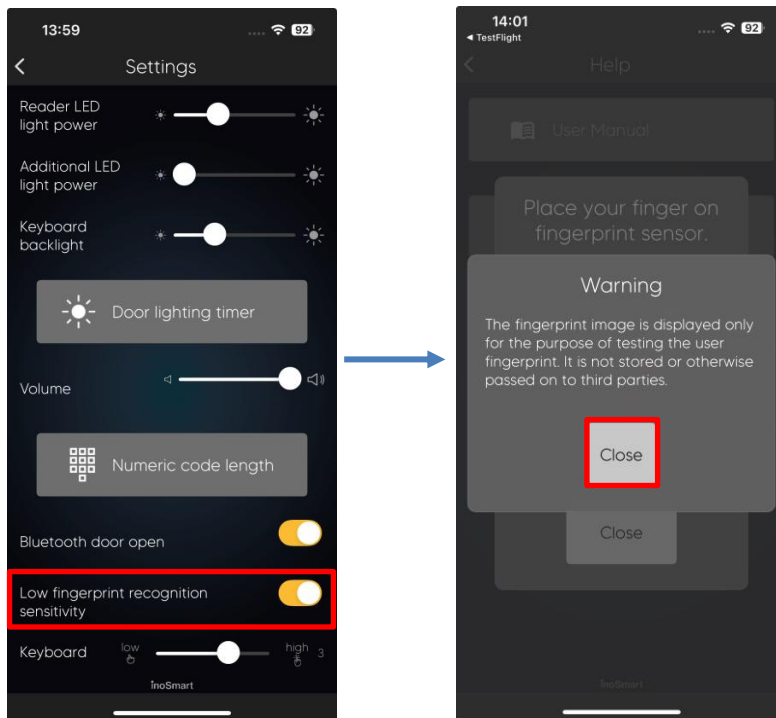 13:59
92
Settings
Reader LED
light power
Additional LED
light power
Keyboard
backlight
Door lighting timer
Volume
Numeric code length
Bluetooth door open
Low fingerprint recognition
sensitivity
Keyboard
low
high
3
inoSmart
14:01
92
◄ TestFlight
Help
User Manual
Place your finger on
fingerprint sensor.
Warning
The fingerprint image is displayed only
for the purpose of testing the user
fingerprint. It is not stored or otherwise
passed on to third parties.
Close
Close
inoSmart